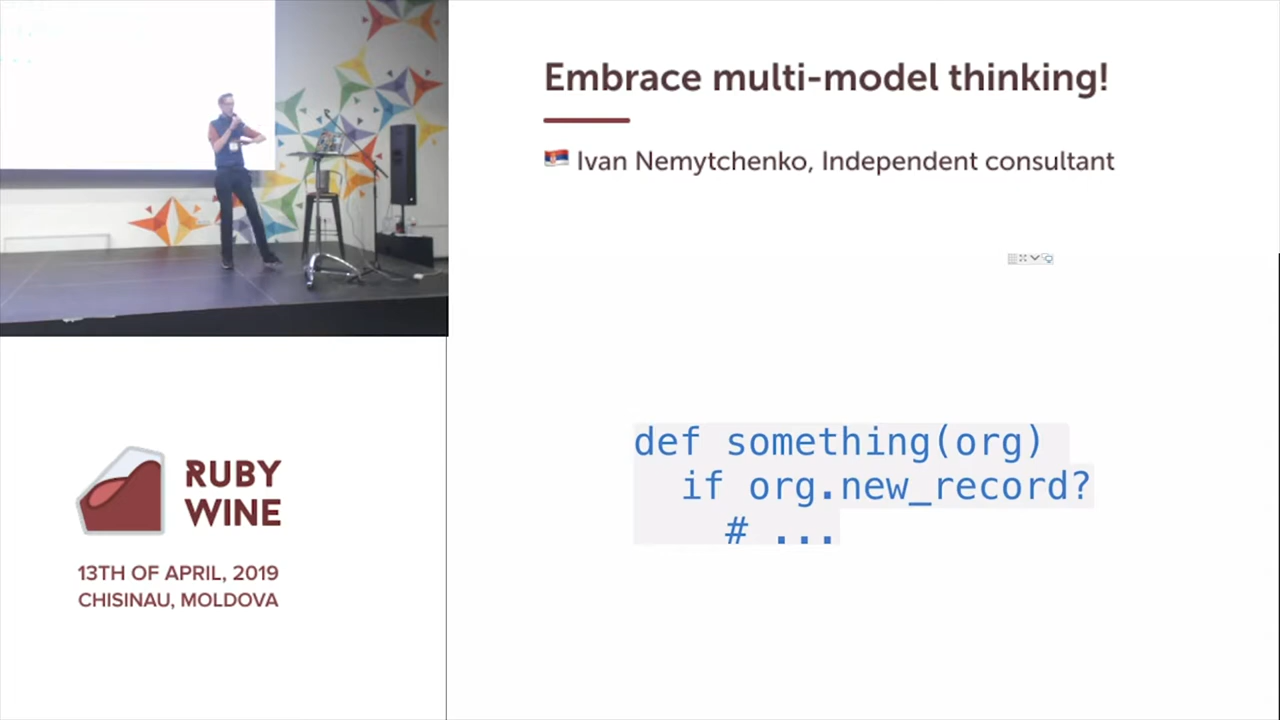 Embrace multi-model thinking!
Ivan Nemytchenko, Independent consultant
def something(org)
if org.new_record?
# ...
RUBY
WINE
13TH OF APRIL, 2019
CHISINAU, MOLDOVA